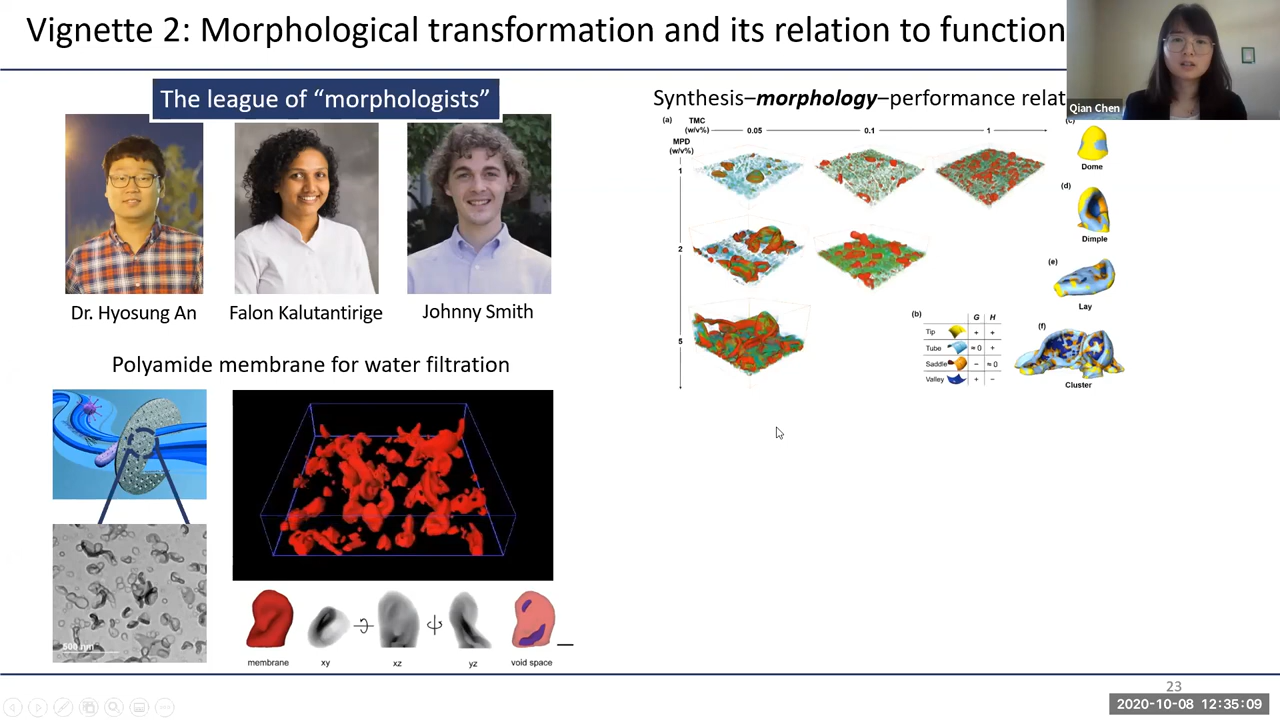 Vignette 2: Morphological transformation and its relation to function
Qian Chen
The league of “morphologists”
Dr. Hyosung An
Falon Kalutantirige
Johnny Smith
Polyamide membrane for water filtration
500 nm
membrane
xy
xz
yz
void space
Synthesis–morphology–performance relat
(a)
TMC
(w/v%)
0.05
0.1
1
MPD
(w/v%)
1
2
5
(b)
G
H
Tip + +
Tube ≈0 +
Saddle − ≈0
Valley + −
(c)
Dome
(d)
Dimple
(e)
Lay
(f)
Cluster
23
2020-10-08 12:35:09